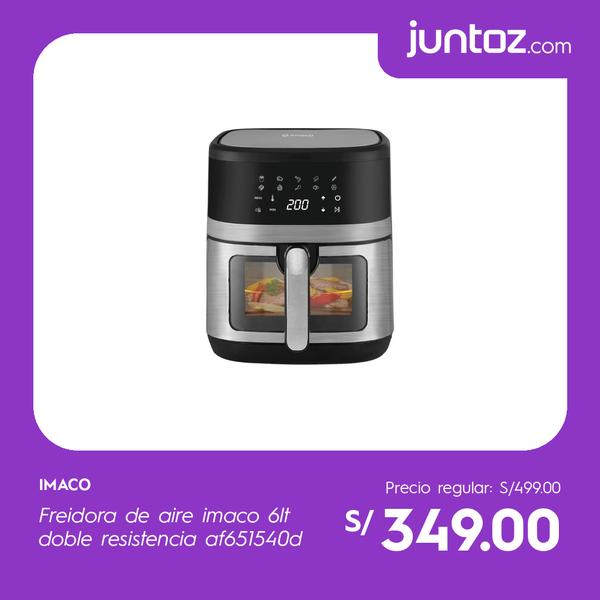 juntoz.com
200
IMACO
Precio regular: S/499.00
Freidora de aire imaco 6lt
doble resistencia af651540d
S/ 349.00